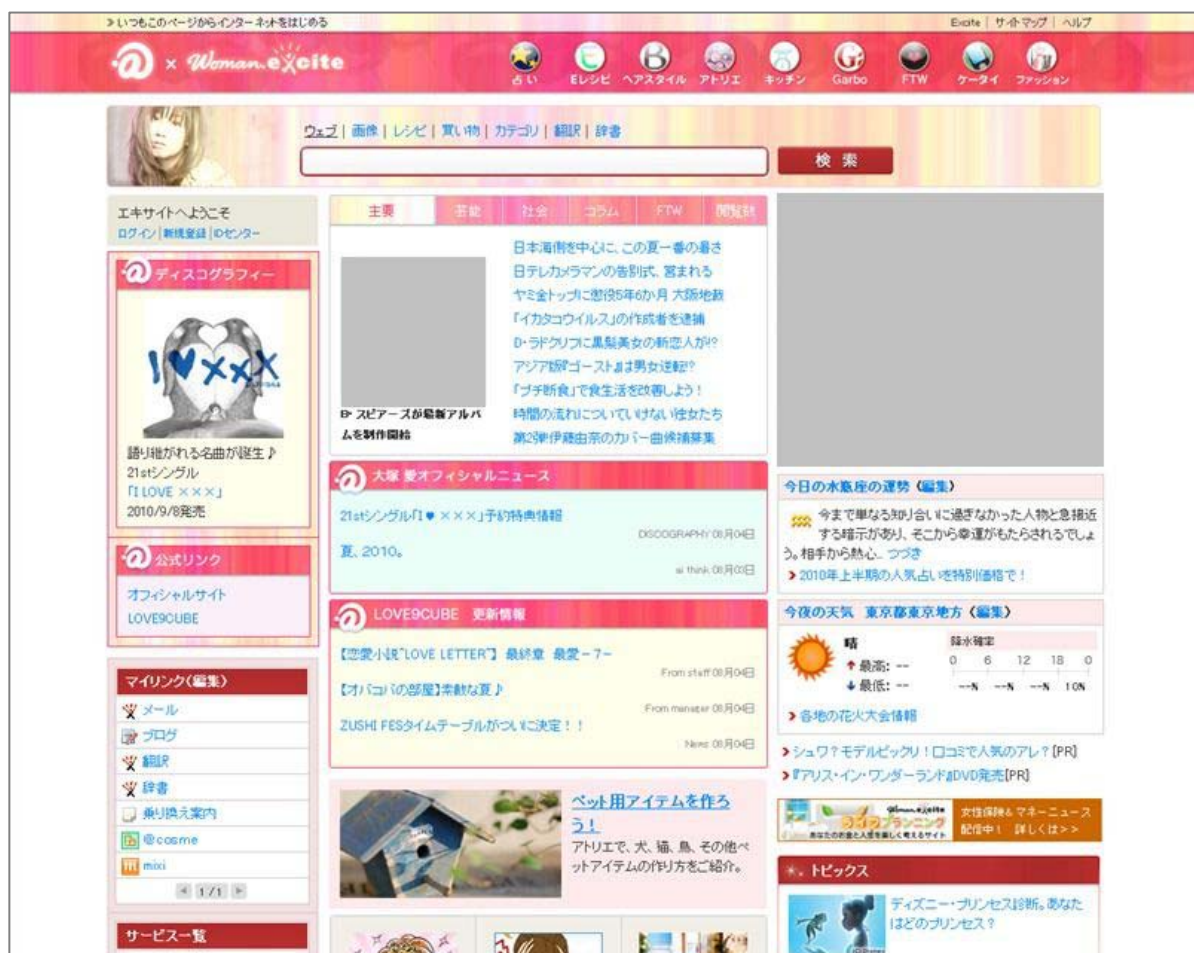 ≫いつもこのページからインターネットをはじめる
Excite | サイトマップ | ヘルプ
× Woman.excite
占い Eレシピ ヘアスタイル アトリエ キッチン Garbo FTW ケータイ ファッション
ウェブ | 画像 | レシピ | 買い物 | カテゴリ | 翻訳 | 辞書
検 索
エキサイトへようこそ
ログイン|新規登録|IDセンター
ディスコグラフィー
I ♥ ×××
語り継がれる名曲が誕生♪
21stシングル
「I LOVE ×××」
2010/9/8発売
公式リンク
オフィシャルサイト
LOVE9CUBE
マイリンク(編集)
メール
ブログ
翻訳
辞書
乗り換え案内
@cosme
mixi
1/1
サービス一覧
主要 芸能 社会 コラム FTW 閲覧数
日本海側を中心に、この夏一番の暑さ
日テレカメラマンの告別式、営まれる
ヤミ金トップに懲役5年6か月 大阪地裁
「イカタコウイルス」の作成者を逮捕
D・ラドクリフに黒髪美女の新恋人が!?
アジア版『ゴースト』は男女逆転!?
「プチ断食」で食生活を改善しよう！
時間の流れについていけない彼女たち
第2弾!伊藤由奈のカバー曲候補募集
B・スピアーズが最新アルバ
ムを制作開始
大塚 愛オフィシャルニュース
21stシングル「I ♥ ×××」予約特典情報
DISCOGRAPHY 08月04日
夏、2010。
ai think 08月03日
LOVE9CUBE 更新情報
【恋愛小説“LOVE LETTER”】 最終章 最愛－7－
From staff 08月04日
【オバコバの部屋】素敵な夏♪
From manager 08月04日
ZUSHI FESタイムテーブルがついに決定！！
News 08月04日
ペット用アイテムを作ろ
う！
アトリエで、犬、猫、鳥、その他ペ
ットアイテムの作り方をご紹介。
今日の水瓶座の運勢 (編集)
今まで単なる知り合いに過ぎなかった人物と急接近
する暗示があり、そこから幸運がもたらされるでしょ
う。相手から熱心... つづき
2010年上半期の人気占いを特別価格で！
今夜の天気 東京都東京地方 (編集)
晴
最高: --
最低: --
降水確率
0 6 12 18 0
--% --% --% 10%
各地の花火大会情報
シュワ？モデルビックリ！口コミで人気のアレ？[PR]
『アリス・イン・ワンダーランド』DVD発売[PR]
Woman.excite
プランニング
あなたのお金と人生を楽しく考えるサイト
女性保険&マネーニュース
配信中！ 詳しくは>>
トピックス
ディズニー・プリンセス診断。あなた
はどのプリンセス？